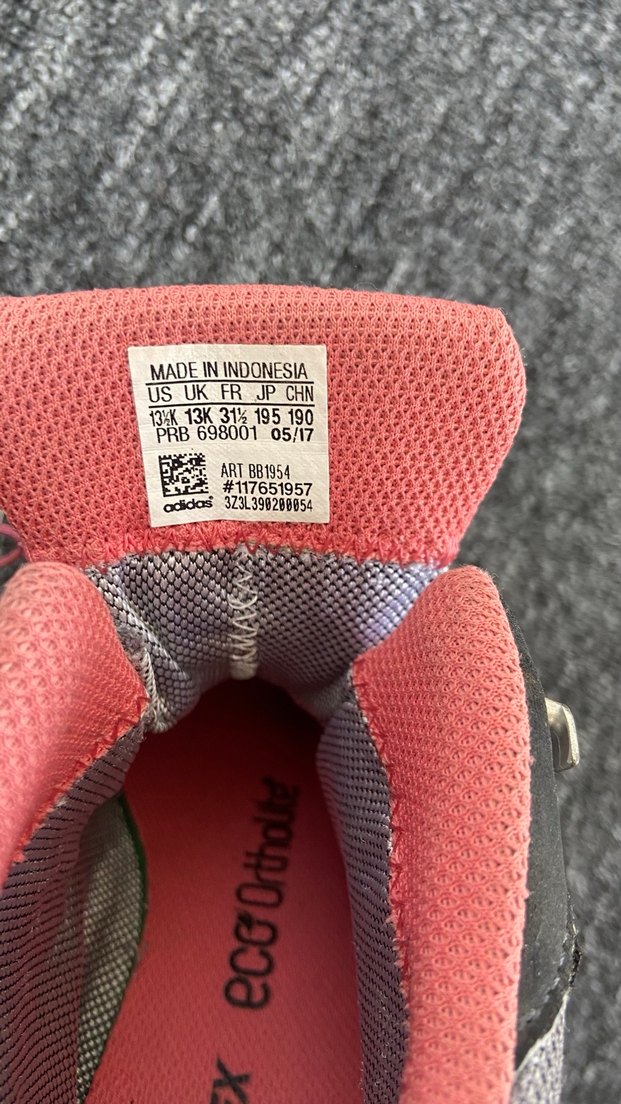 MADE IN INDONESIA
US UK FR JP CHN
13½K 13K 31½ 195 190
PRB 698001 05/17
ART BB1954
#117651957
adidas® 3Z3L390200054
eco Ortholite